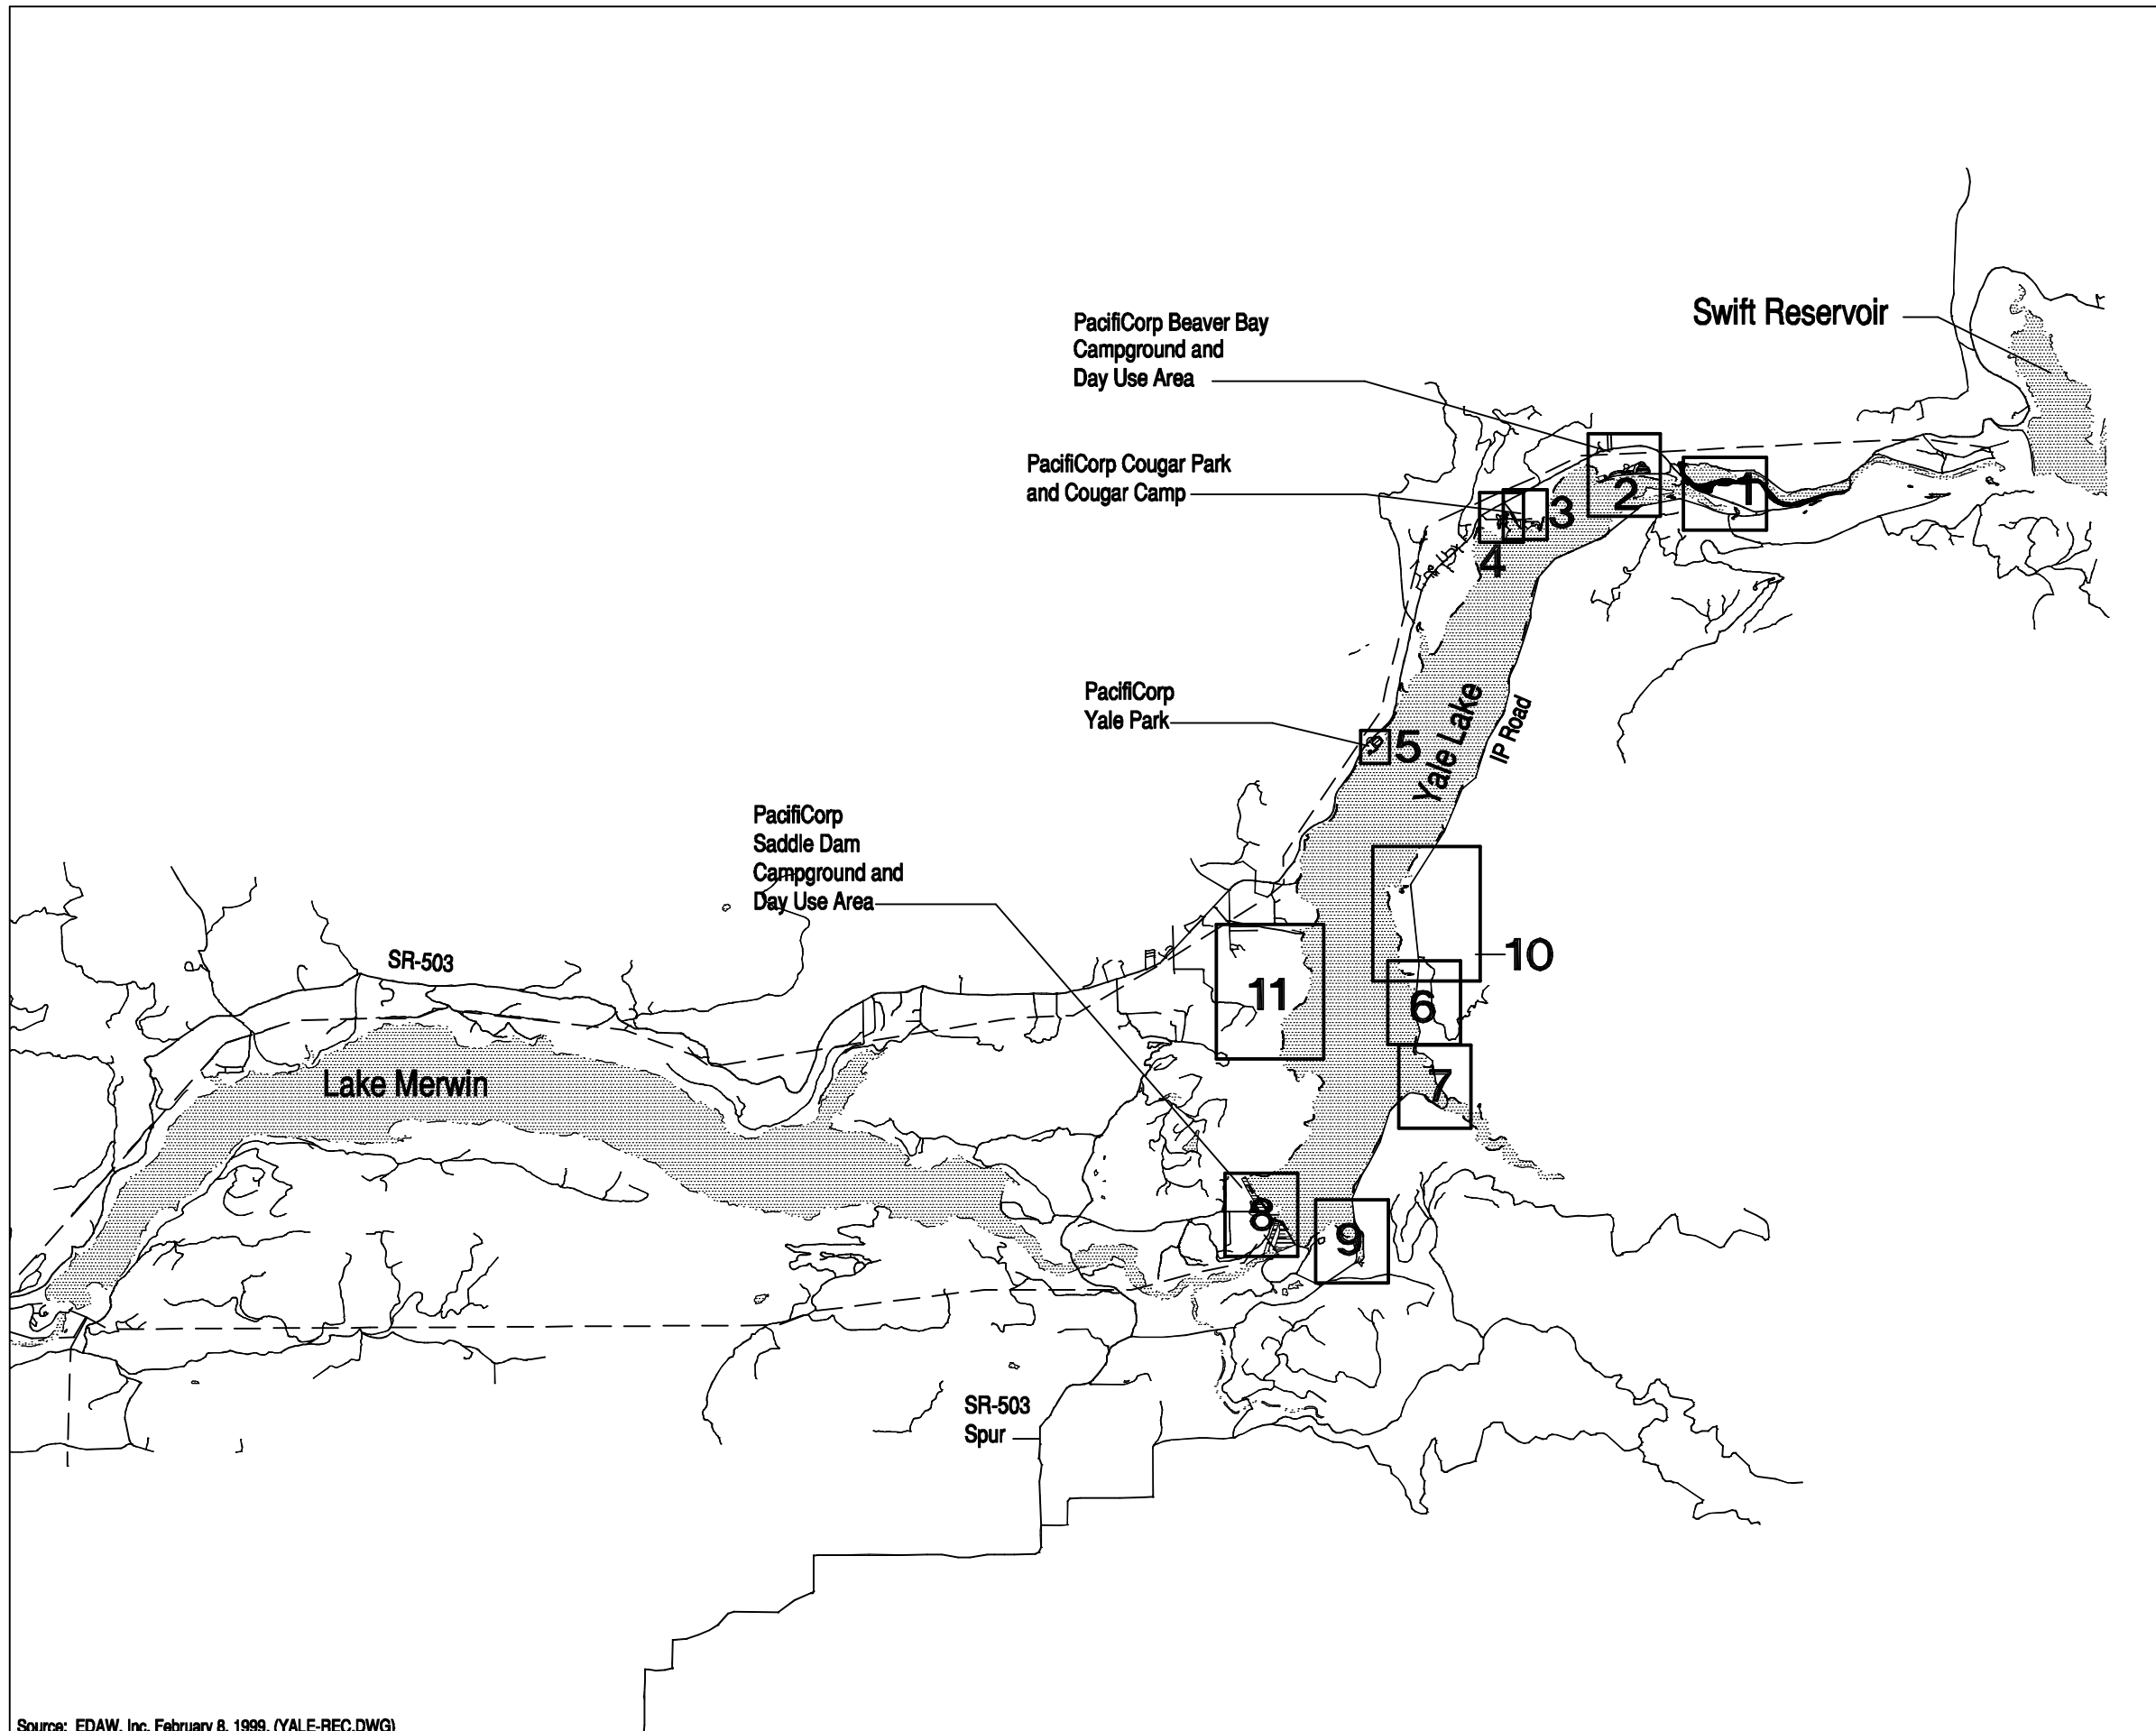 Swift Reservoir
PacifiCorp Beaver Bay
Campground and
Day Use Area
PacifiCorp Cougar Park
and Cougar Camp
1
2
3
4
PacifiCorp
Yale Park
5
Yale Lake
IP Road
PacifiCorp
Saddle Dam
Campground and
Day Use Area
10
11
6
SR-503
Lake Merwin
7
8
9
SR-503
Spur
Source: EDAW, Inc. February 8, 1999. (YALE-REC.DWG)